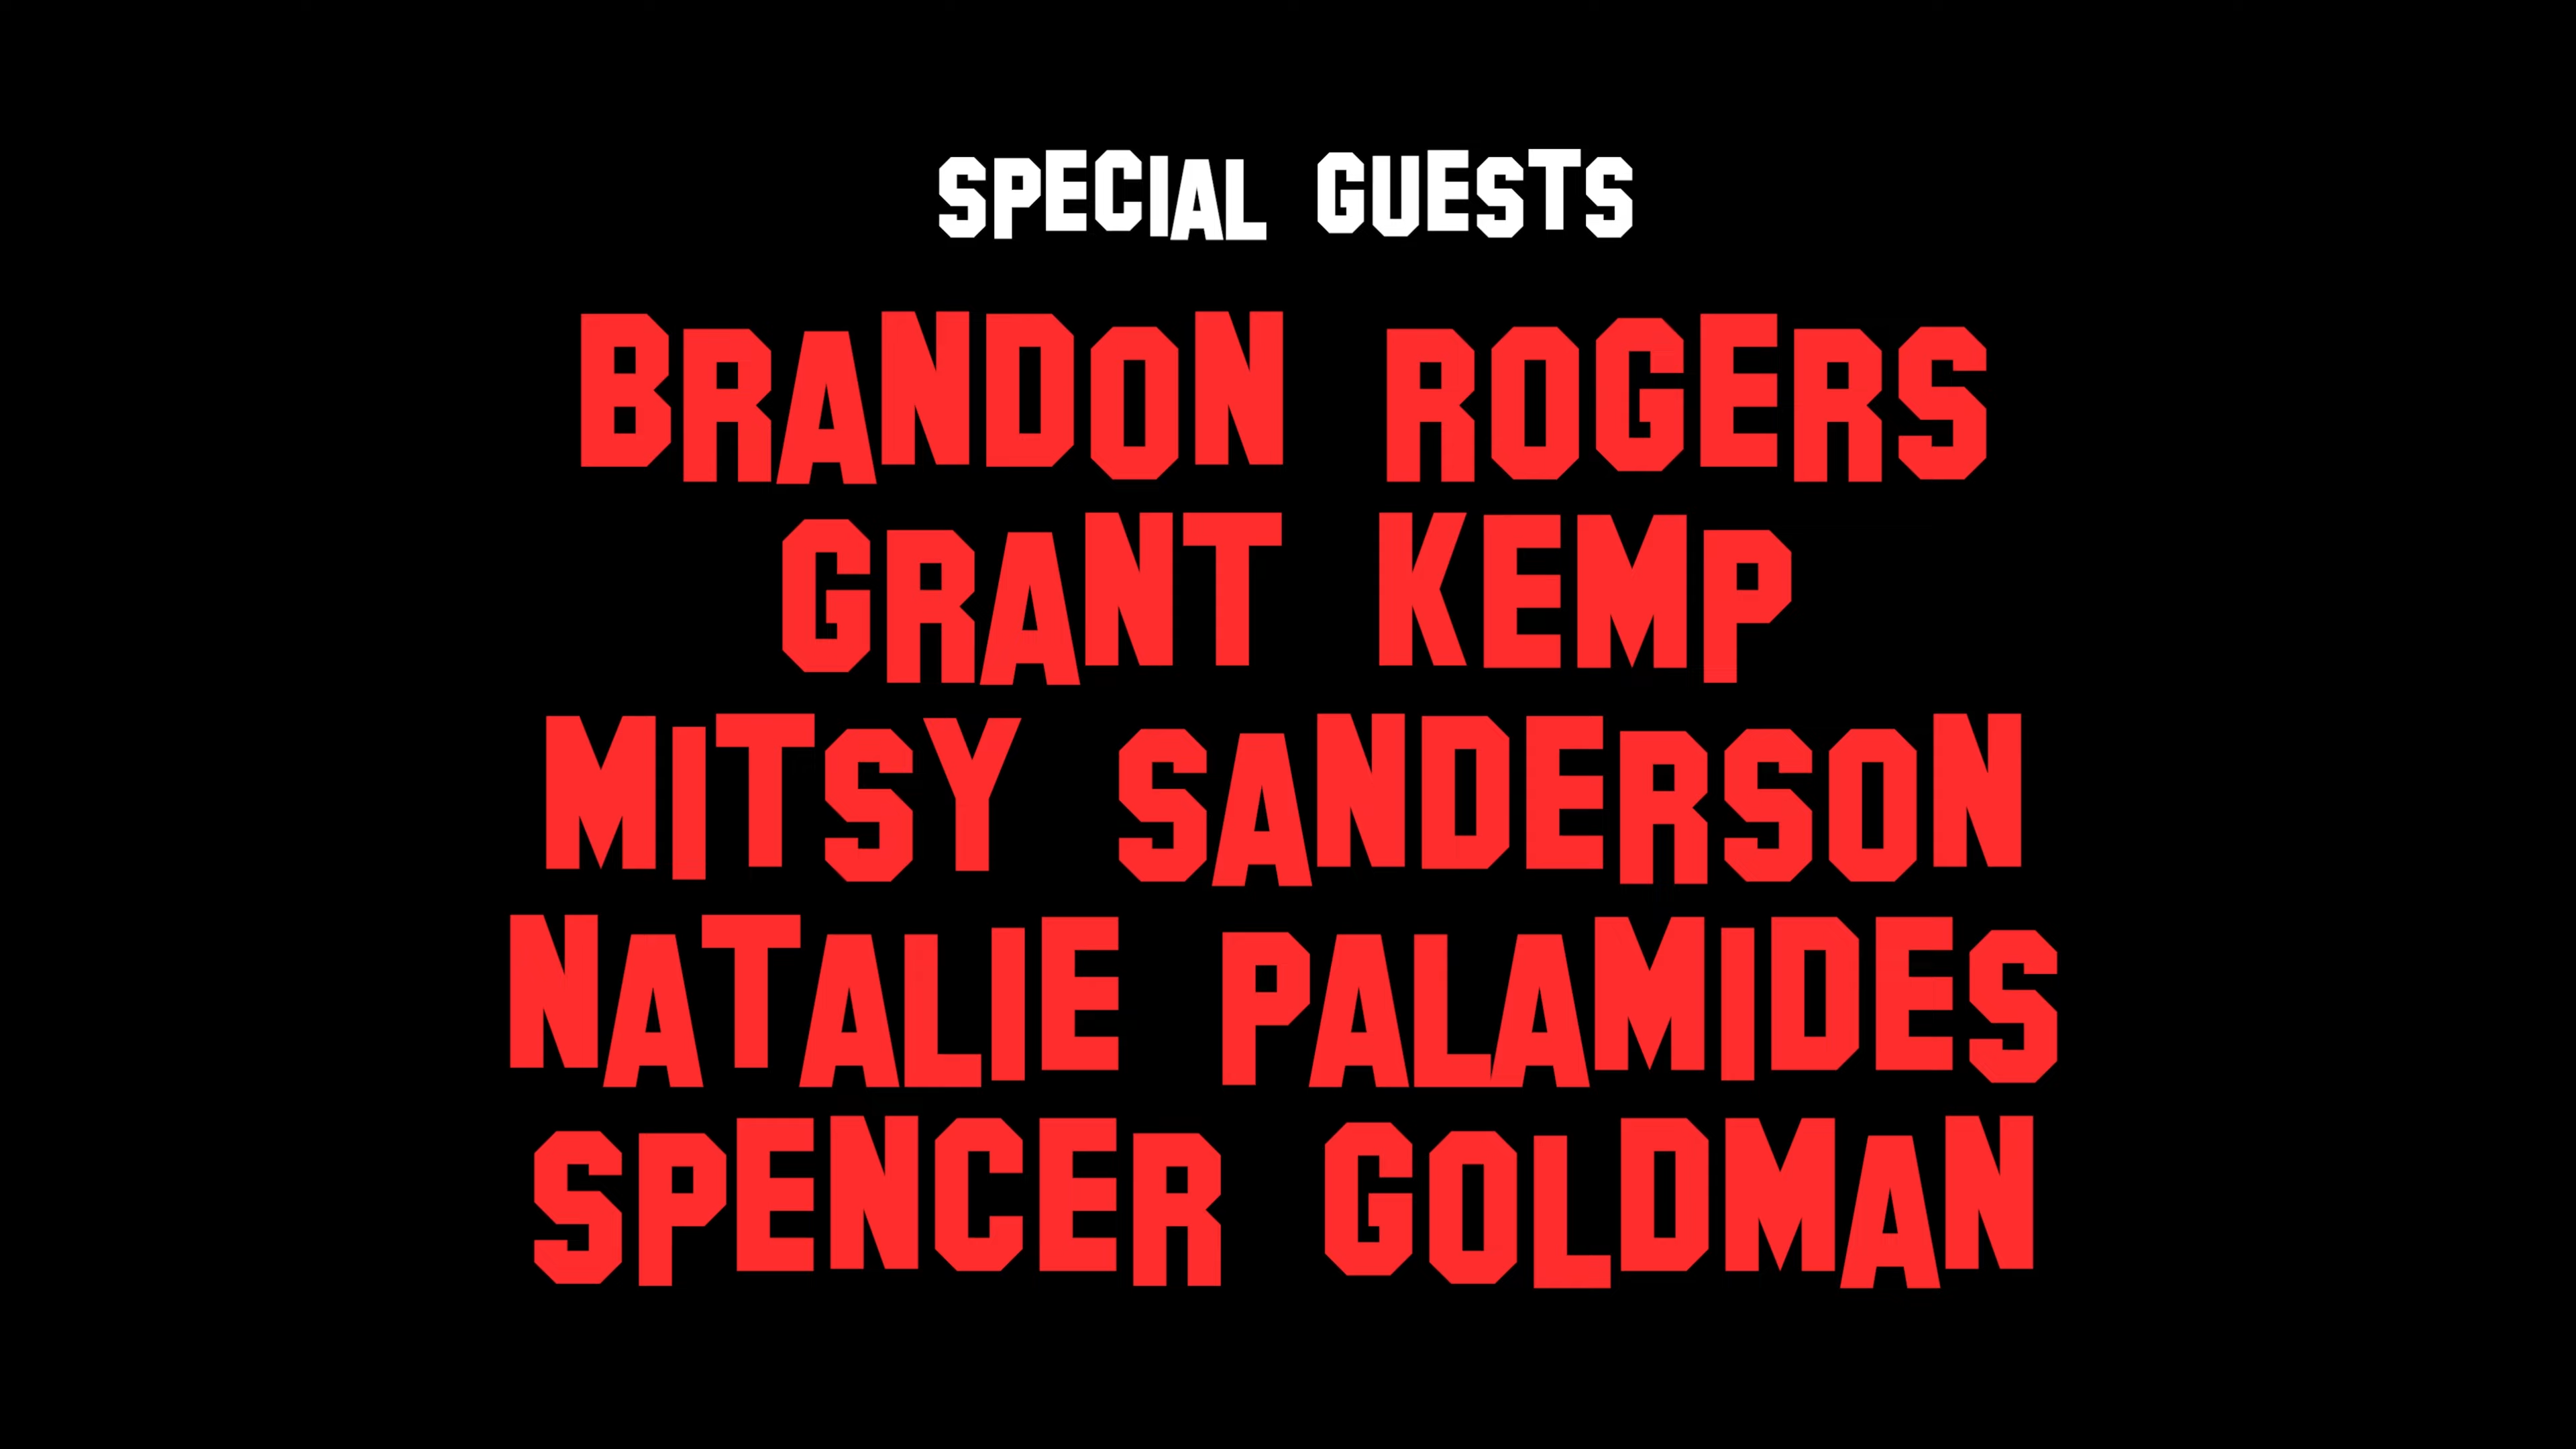 SPECIAL GUESTS
BRANDON ROGERS
GRANT KEMP
MITSY SANDERSON
NATALIE PALAMIDES
SPENCER GOLDMAN